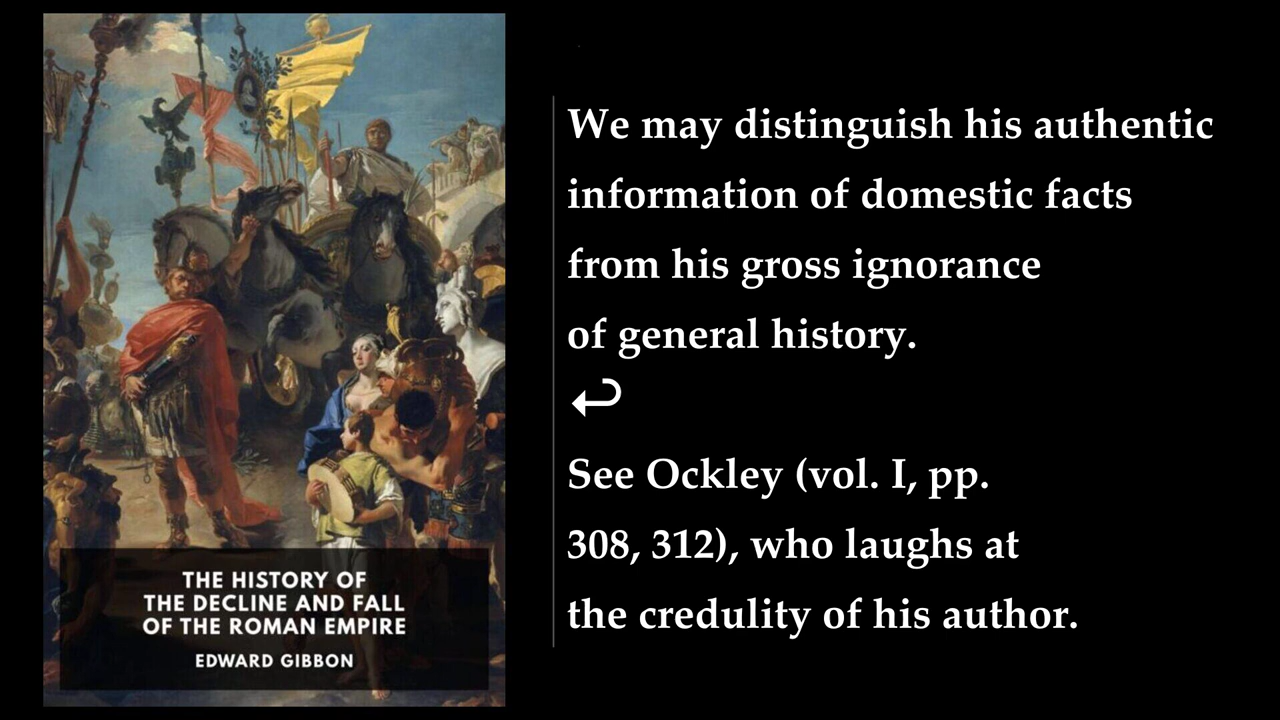 THE HISTORY OF
THE DECLINE AND FALL
OF THE ROMAN EMPIRE
EDWARD GIBBON
We may distinguish his authentic
information of domestic facts
from his gross ignorance
of general history.
↩
See Ockley (vol. I, pp.
308, 312), who laughs at
the credulity of his author.